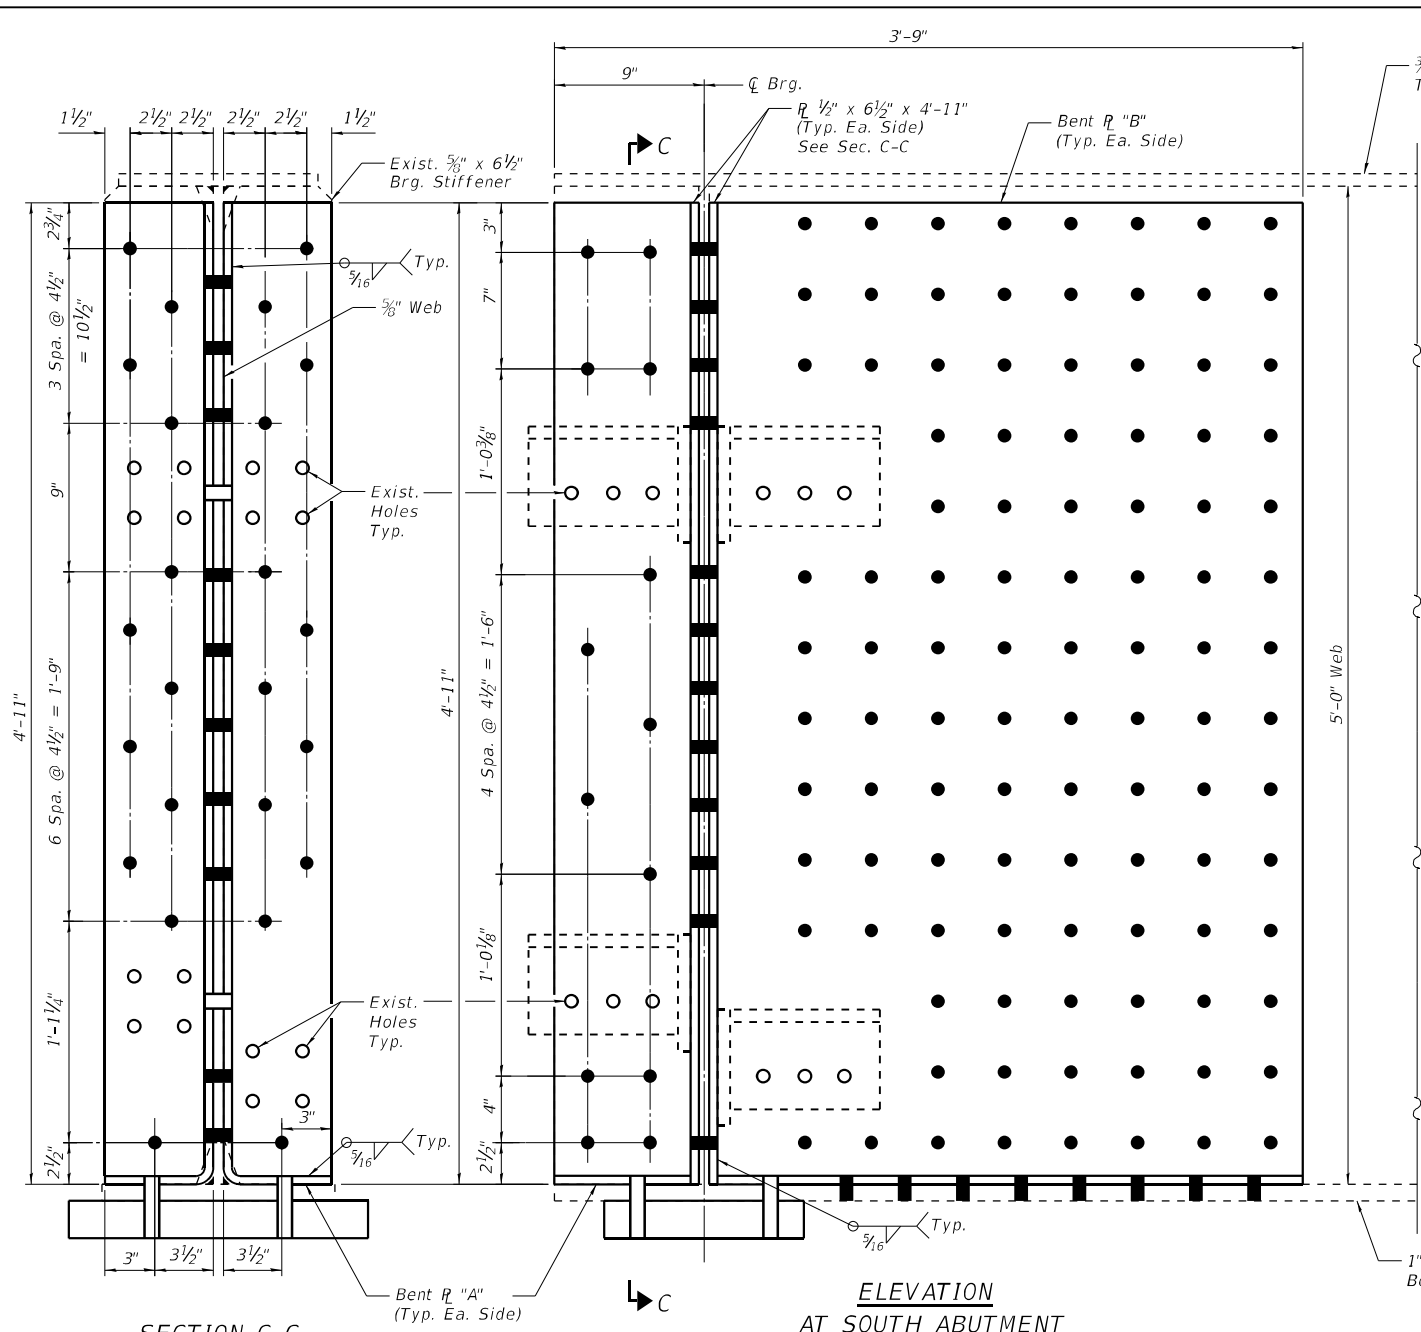 3'-9"
9"
℄ Brg.
1½" 2½" 2½" 2½" 2½" 1½"
℄ ½" x 6½" x 4'-11"
(Typ. Ea. Side)
See Sec. C-C
Bent ℄ "B"
(Typ. Ea. Side)
C
Exist. ⅝" x 6½"
Brg. Stiffener
2¾"
3 Spa. @ 4½"
= 10½"
9"
6 Spa. @ 4½" = 1'-9"
4'-11"
1'-1¼"
2½"
5/16
Typ.
⅝" Web
Exist.
Holes
Typ.
Exist.
Holes
Typ.
3"
5/16
Typ.
3" 3½" 3½"
Bent ℄ "A"
(Typ. Ea. Side)
4'-11"
3"
7"
1'-0⅜"
4 Spa. @ 4½" = 1'-6"
1'-0⅛"
4"
2½"
5'-0" Web
5/16
Typ.
1"
C
ELEVATION
AT SOUTH ABUTMENT
SECTION C-C